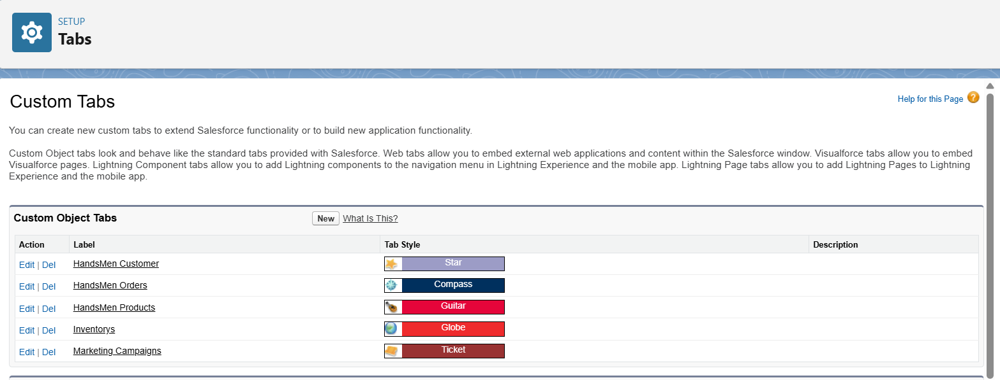 SETUP
Tabs
Custom Tabs
Help for this Page ?
You can create new custom tabs to extend Salesforce functionality or to build new application functionality.
Custom Object tabs look and behave like the standard tabs provided with Salesforce. Web tabs allow you to embed external web applications and content within the Salesforce window. Visualforce tabs allow you to embed
Visualforce pages. Lightning Component tabs allow you to add Lightning components to the navigation menu in Lightning Experience and the mobile app. Lightning Page tabs allow you to add Lightning Pages to Lightning
Experience and the mobile app.
Custom Object Tabs New What Is This?
Action Label Tab Style Description
Edit | Del HandsMen Customer Star
Edit | Del HandsMen Orders Compass
Edit | Del HandsMen Products Guitar
Edit | Del Inventorys Globe
Edit | Del Marketing Campaigns Ticket